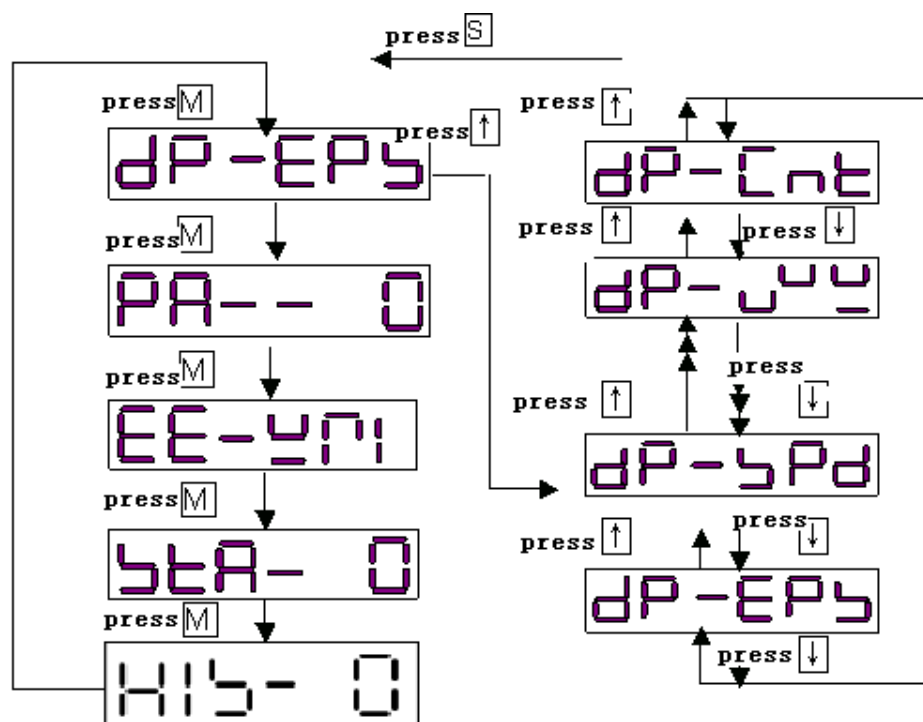 press S
press M
dP-EPS
press ↑
press M
PA-- 0
press M
EE-
press M
StA- 0
press M
HIS- 0
press ↑
dP-Cnt
press ↑
press ↓
dP-
press
press ↑
↓
dP-SPd
press ↑
press ↓
dP-EPS
press ↓